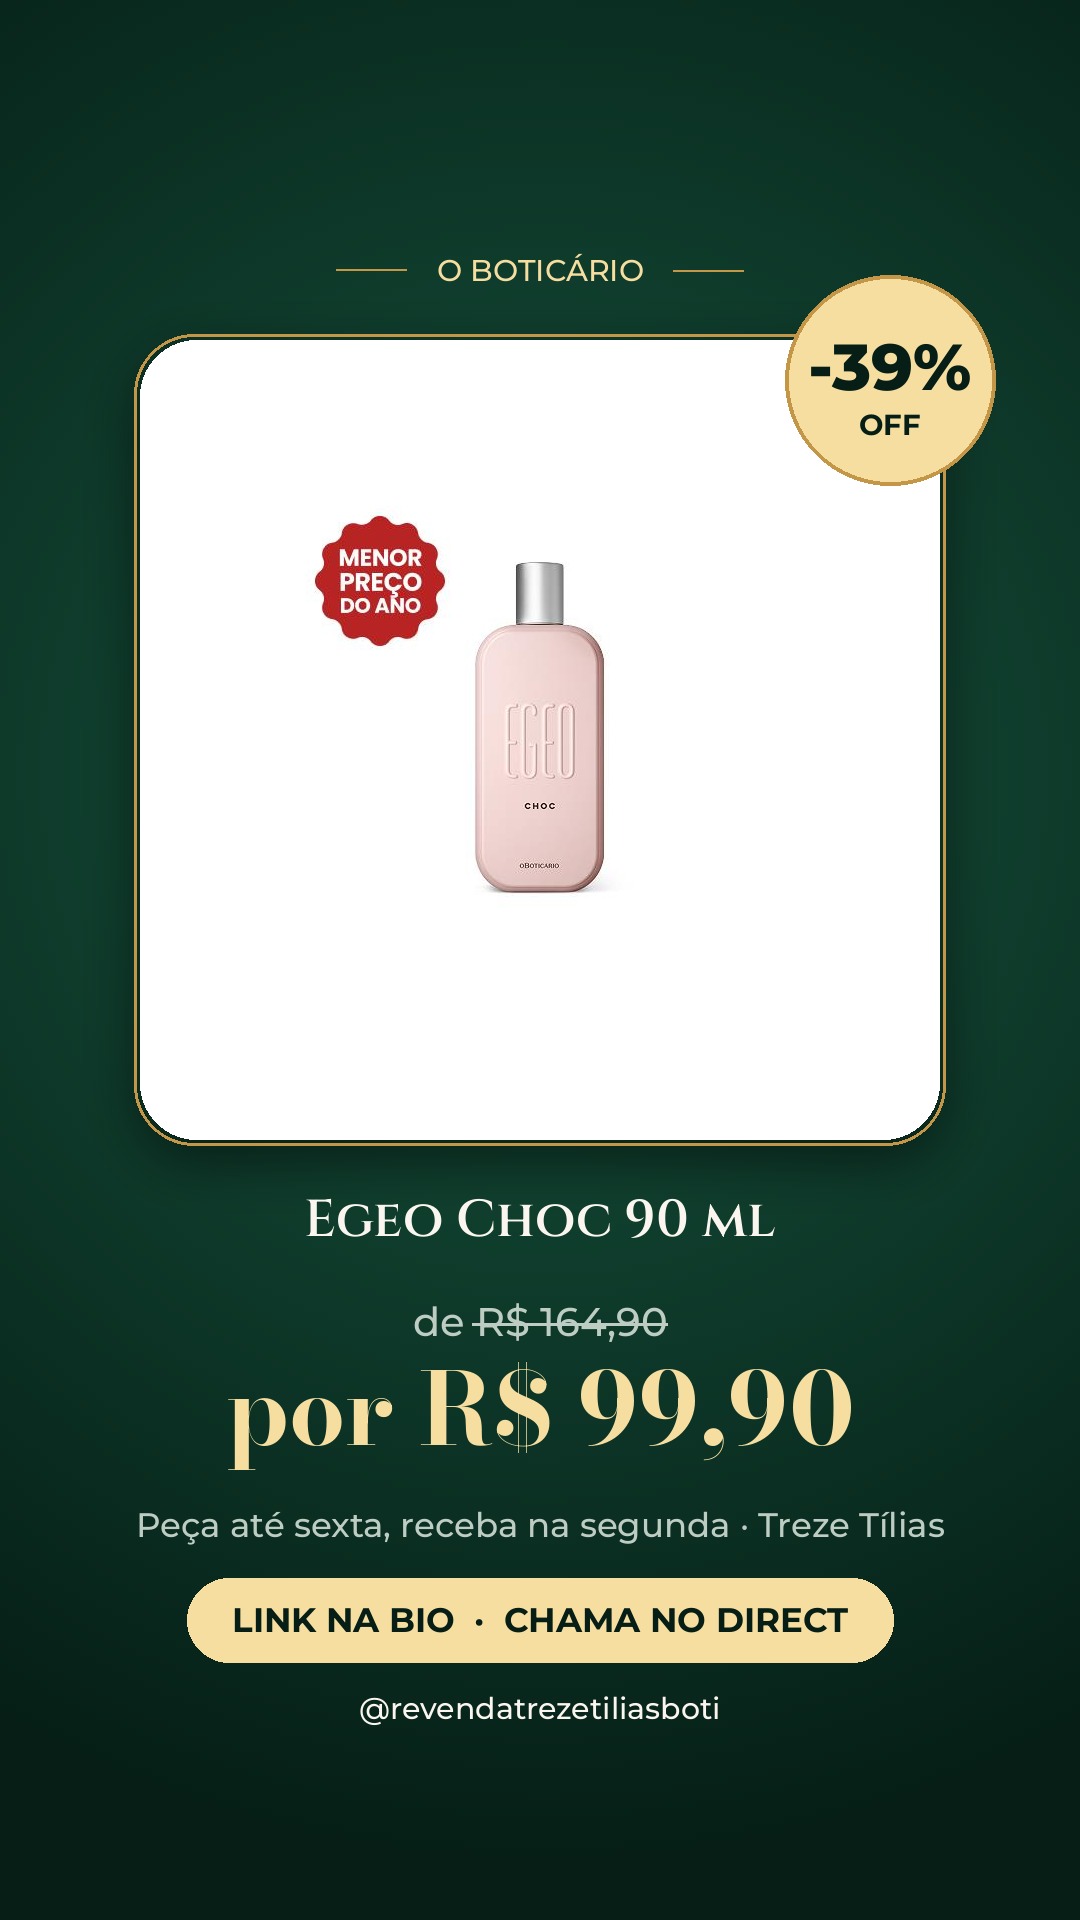 O BOTICÁRIO
-39%
OFF
MENOR
PREÇO
DO ANO
EGEO
CHOC
OBOTICARIO
EGEO CHOC 90 ML
de R$ 164,90
por R$ 99,90
Peça até sexta, receba na segunda · Treze Tílias
LINK NA BIO · CHAMA NO DIRECT
@revendatrezetiliasboti